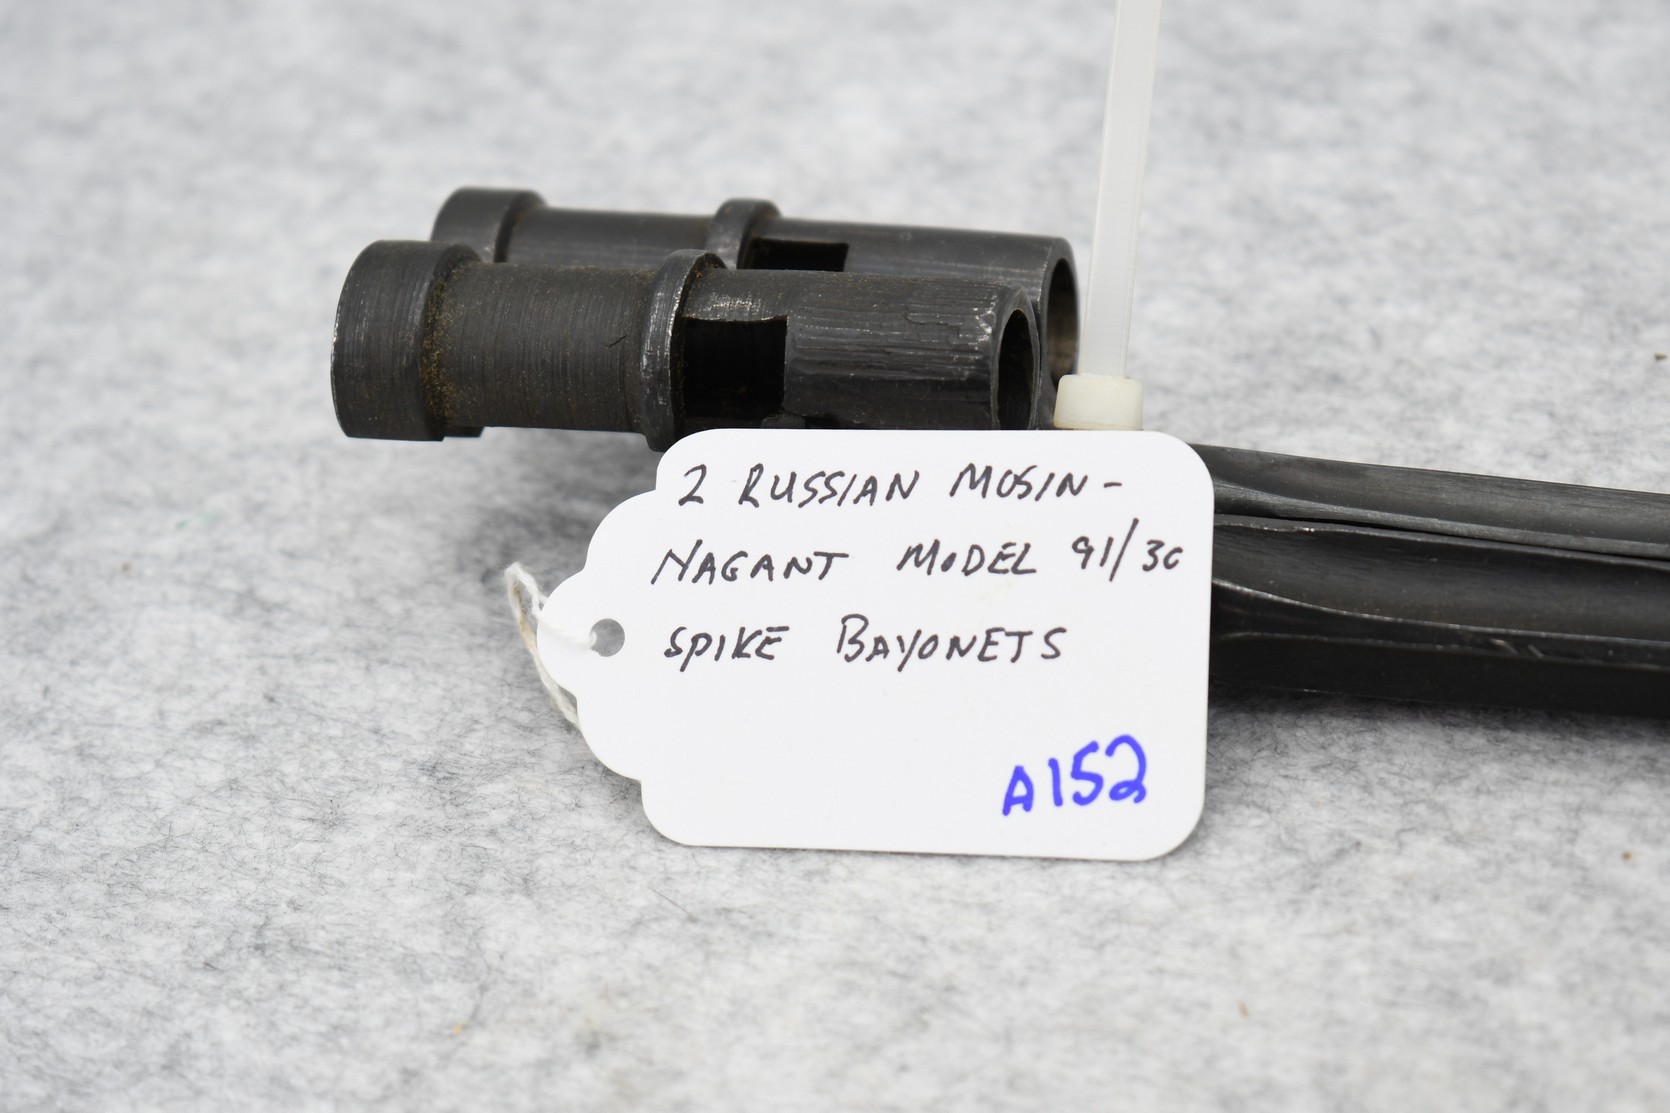 2 RUSSIAN MOSIN-
NAGANT MODEL 91/30
SPIKE BAYONETS
A152